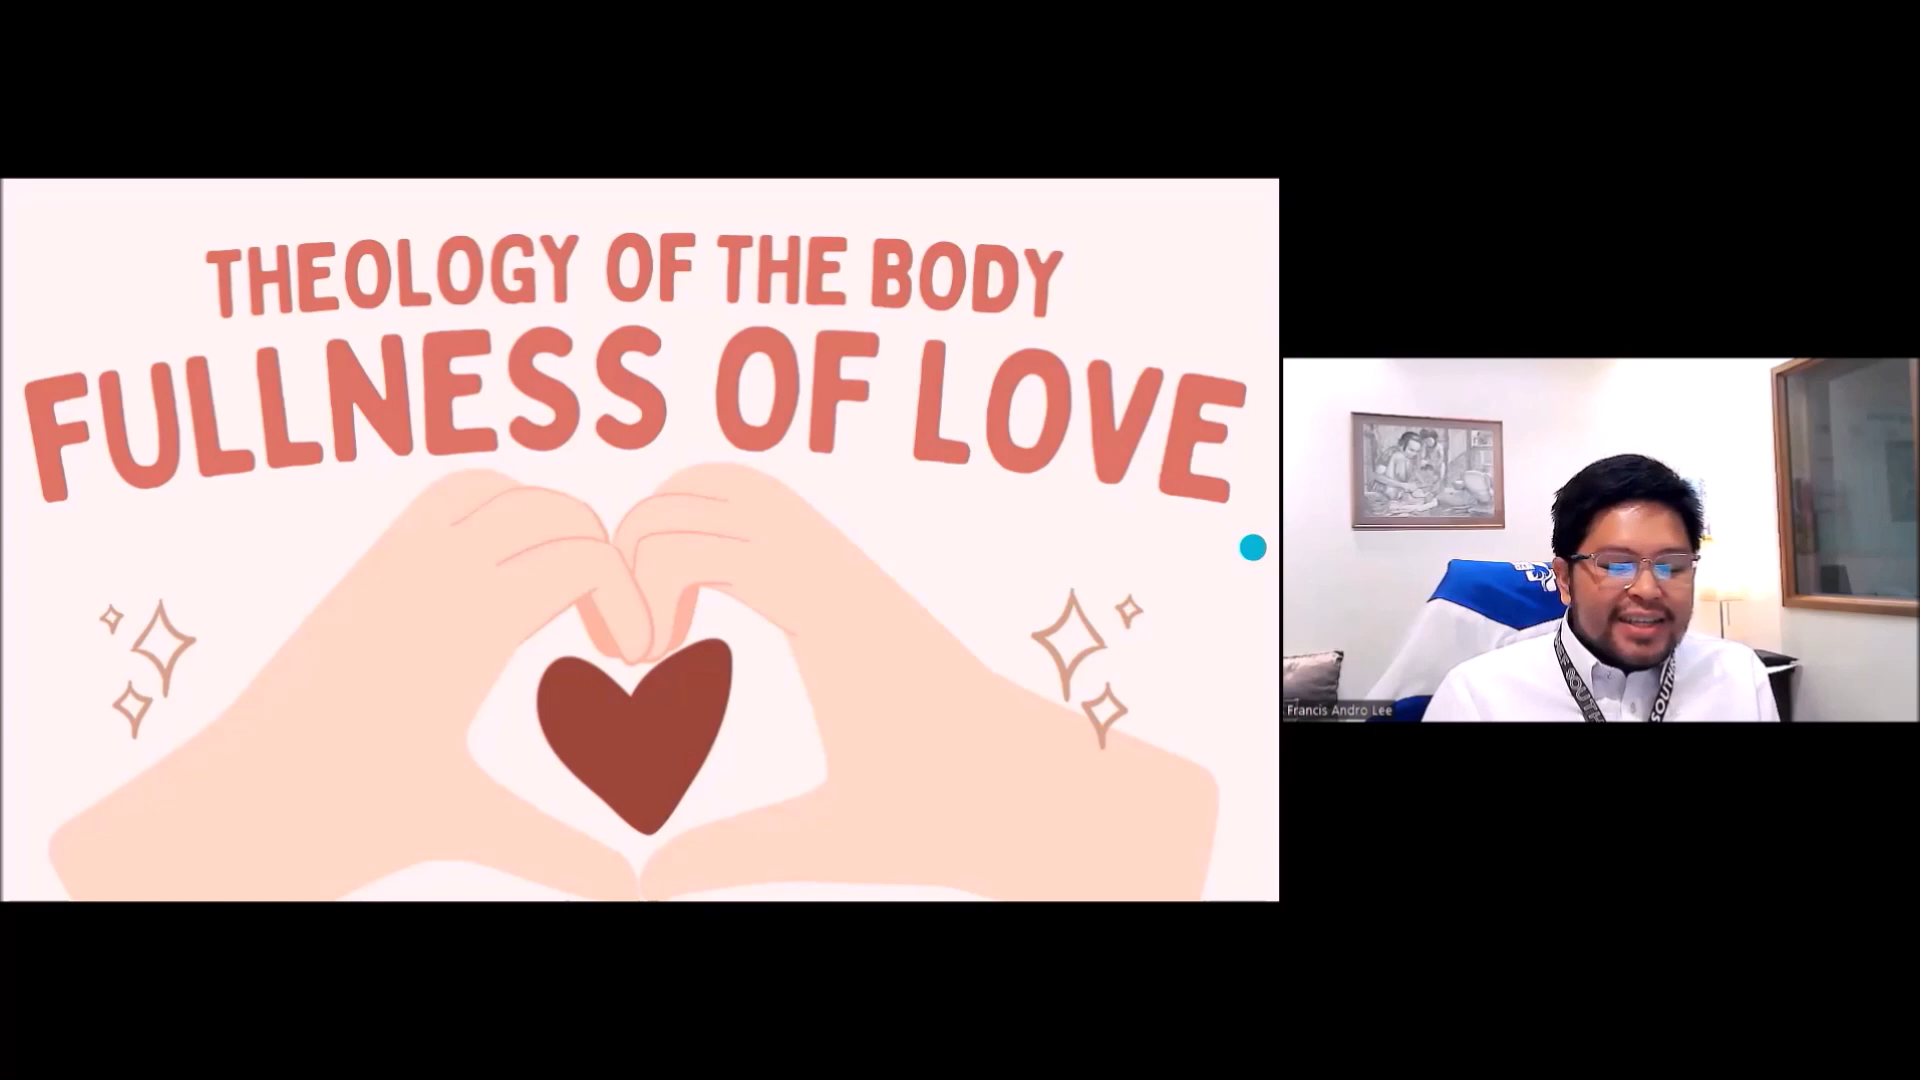 THEOLOGY OF THE BODY
FULLNESS OF LOVE
Francis Andro Lee